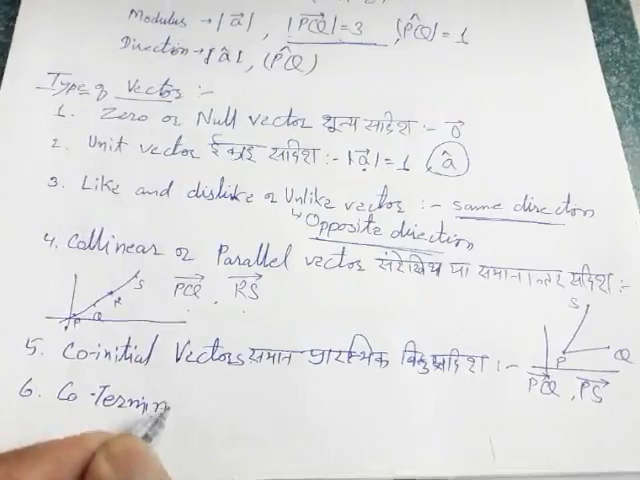 Modulus → |a⃗| , |PQ⃗| = 3 , |P̂Q| = 1
Direction → |â| , (P̂Q)
Type of Vector :-
1. Zero or Null vector शून्य सदिश :- 0⃗
2. Unit vector ईकाई सदिश :- |a⃗| = 1 â
3. Like and dislike or Unlike vector :- same direction
↳ Opposite direction
4. Collinear or Parallel vector संरेखिय या समानान्तर सदिश :-
P Q R S PQ⃗ , RS⃗
5. Co-initial Vectors समान प्रारम्भिक बिन्दु सदिश :-
S P Q
PQ⃗ , PS⃗
6. Co-Termin